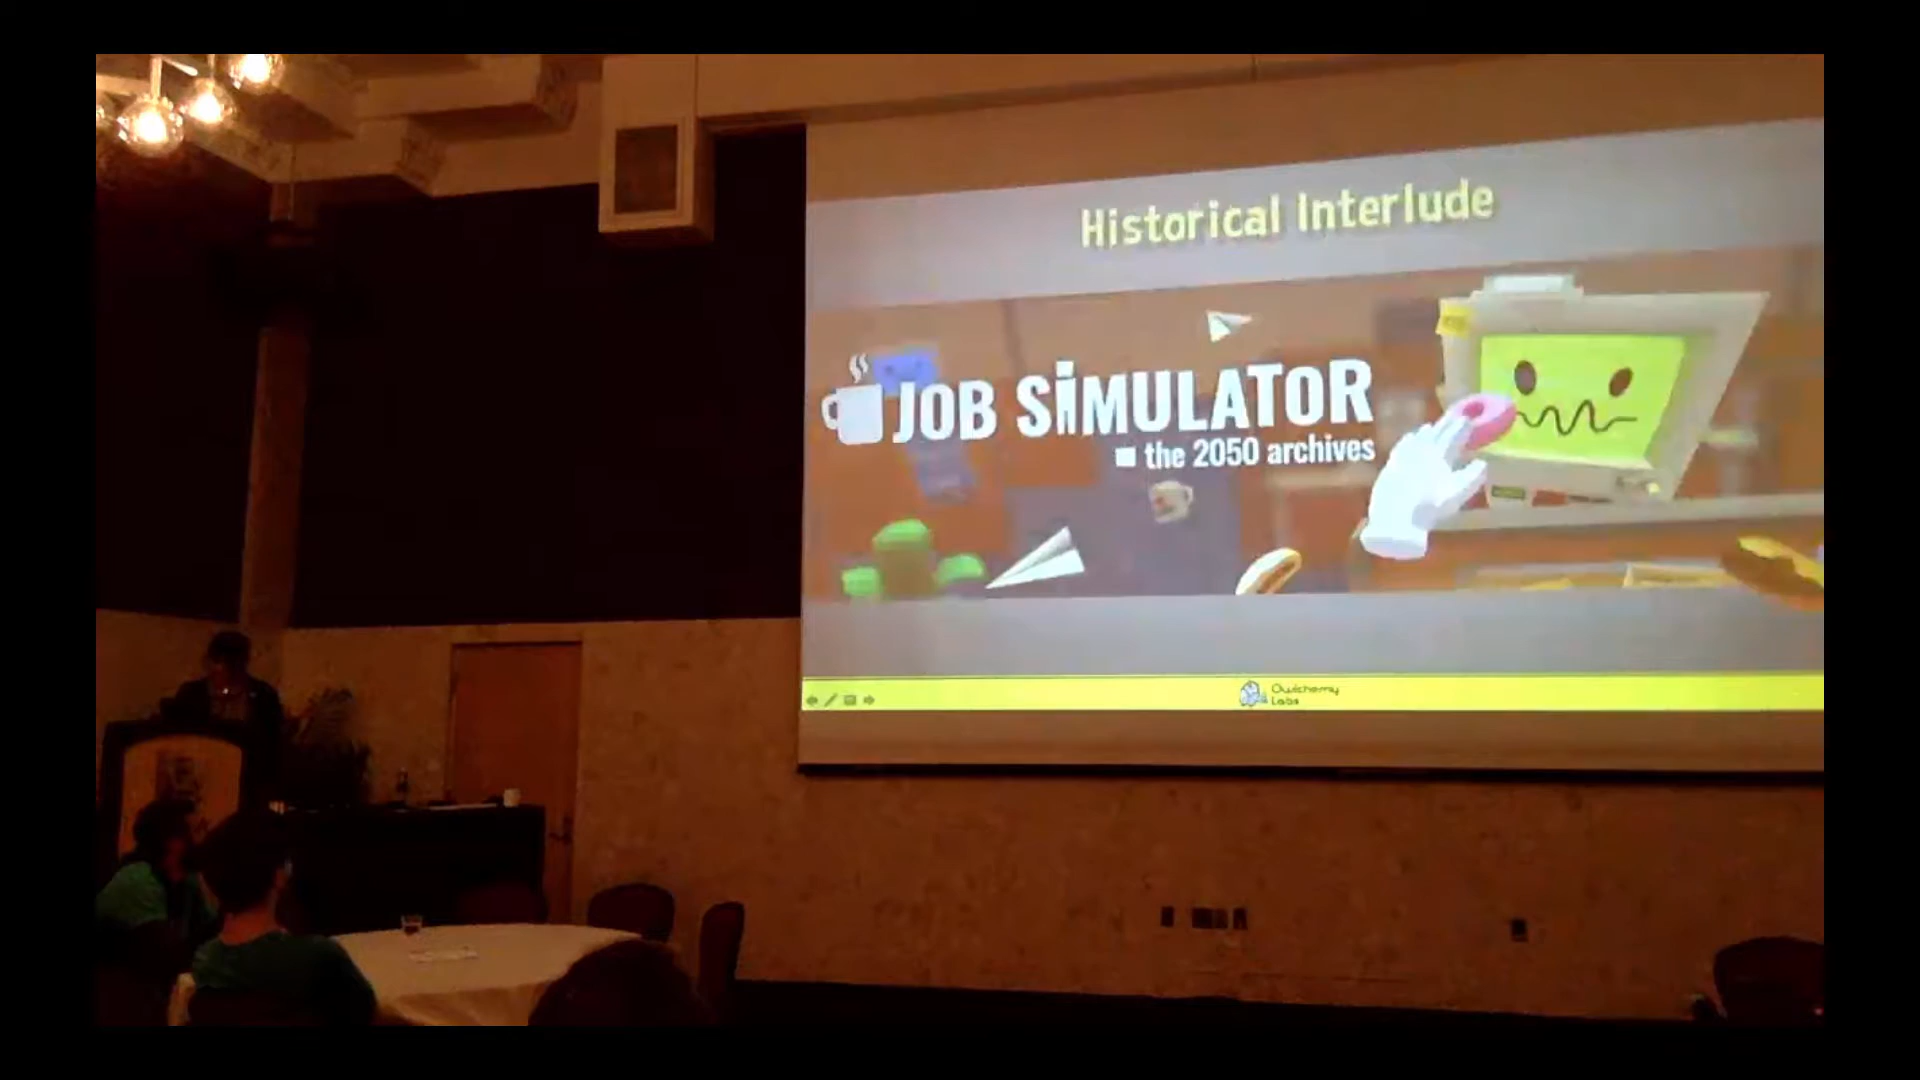 Historical Interlude
JOB SiMULATOR
the 2050 archives
Owlchemy
Labs